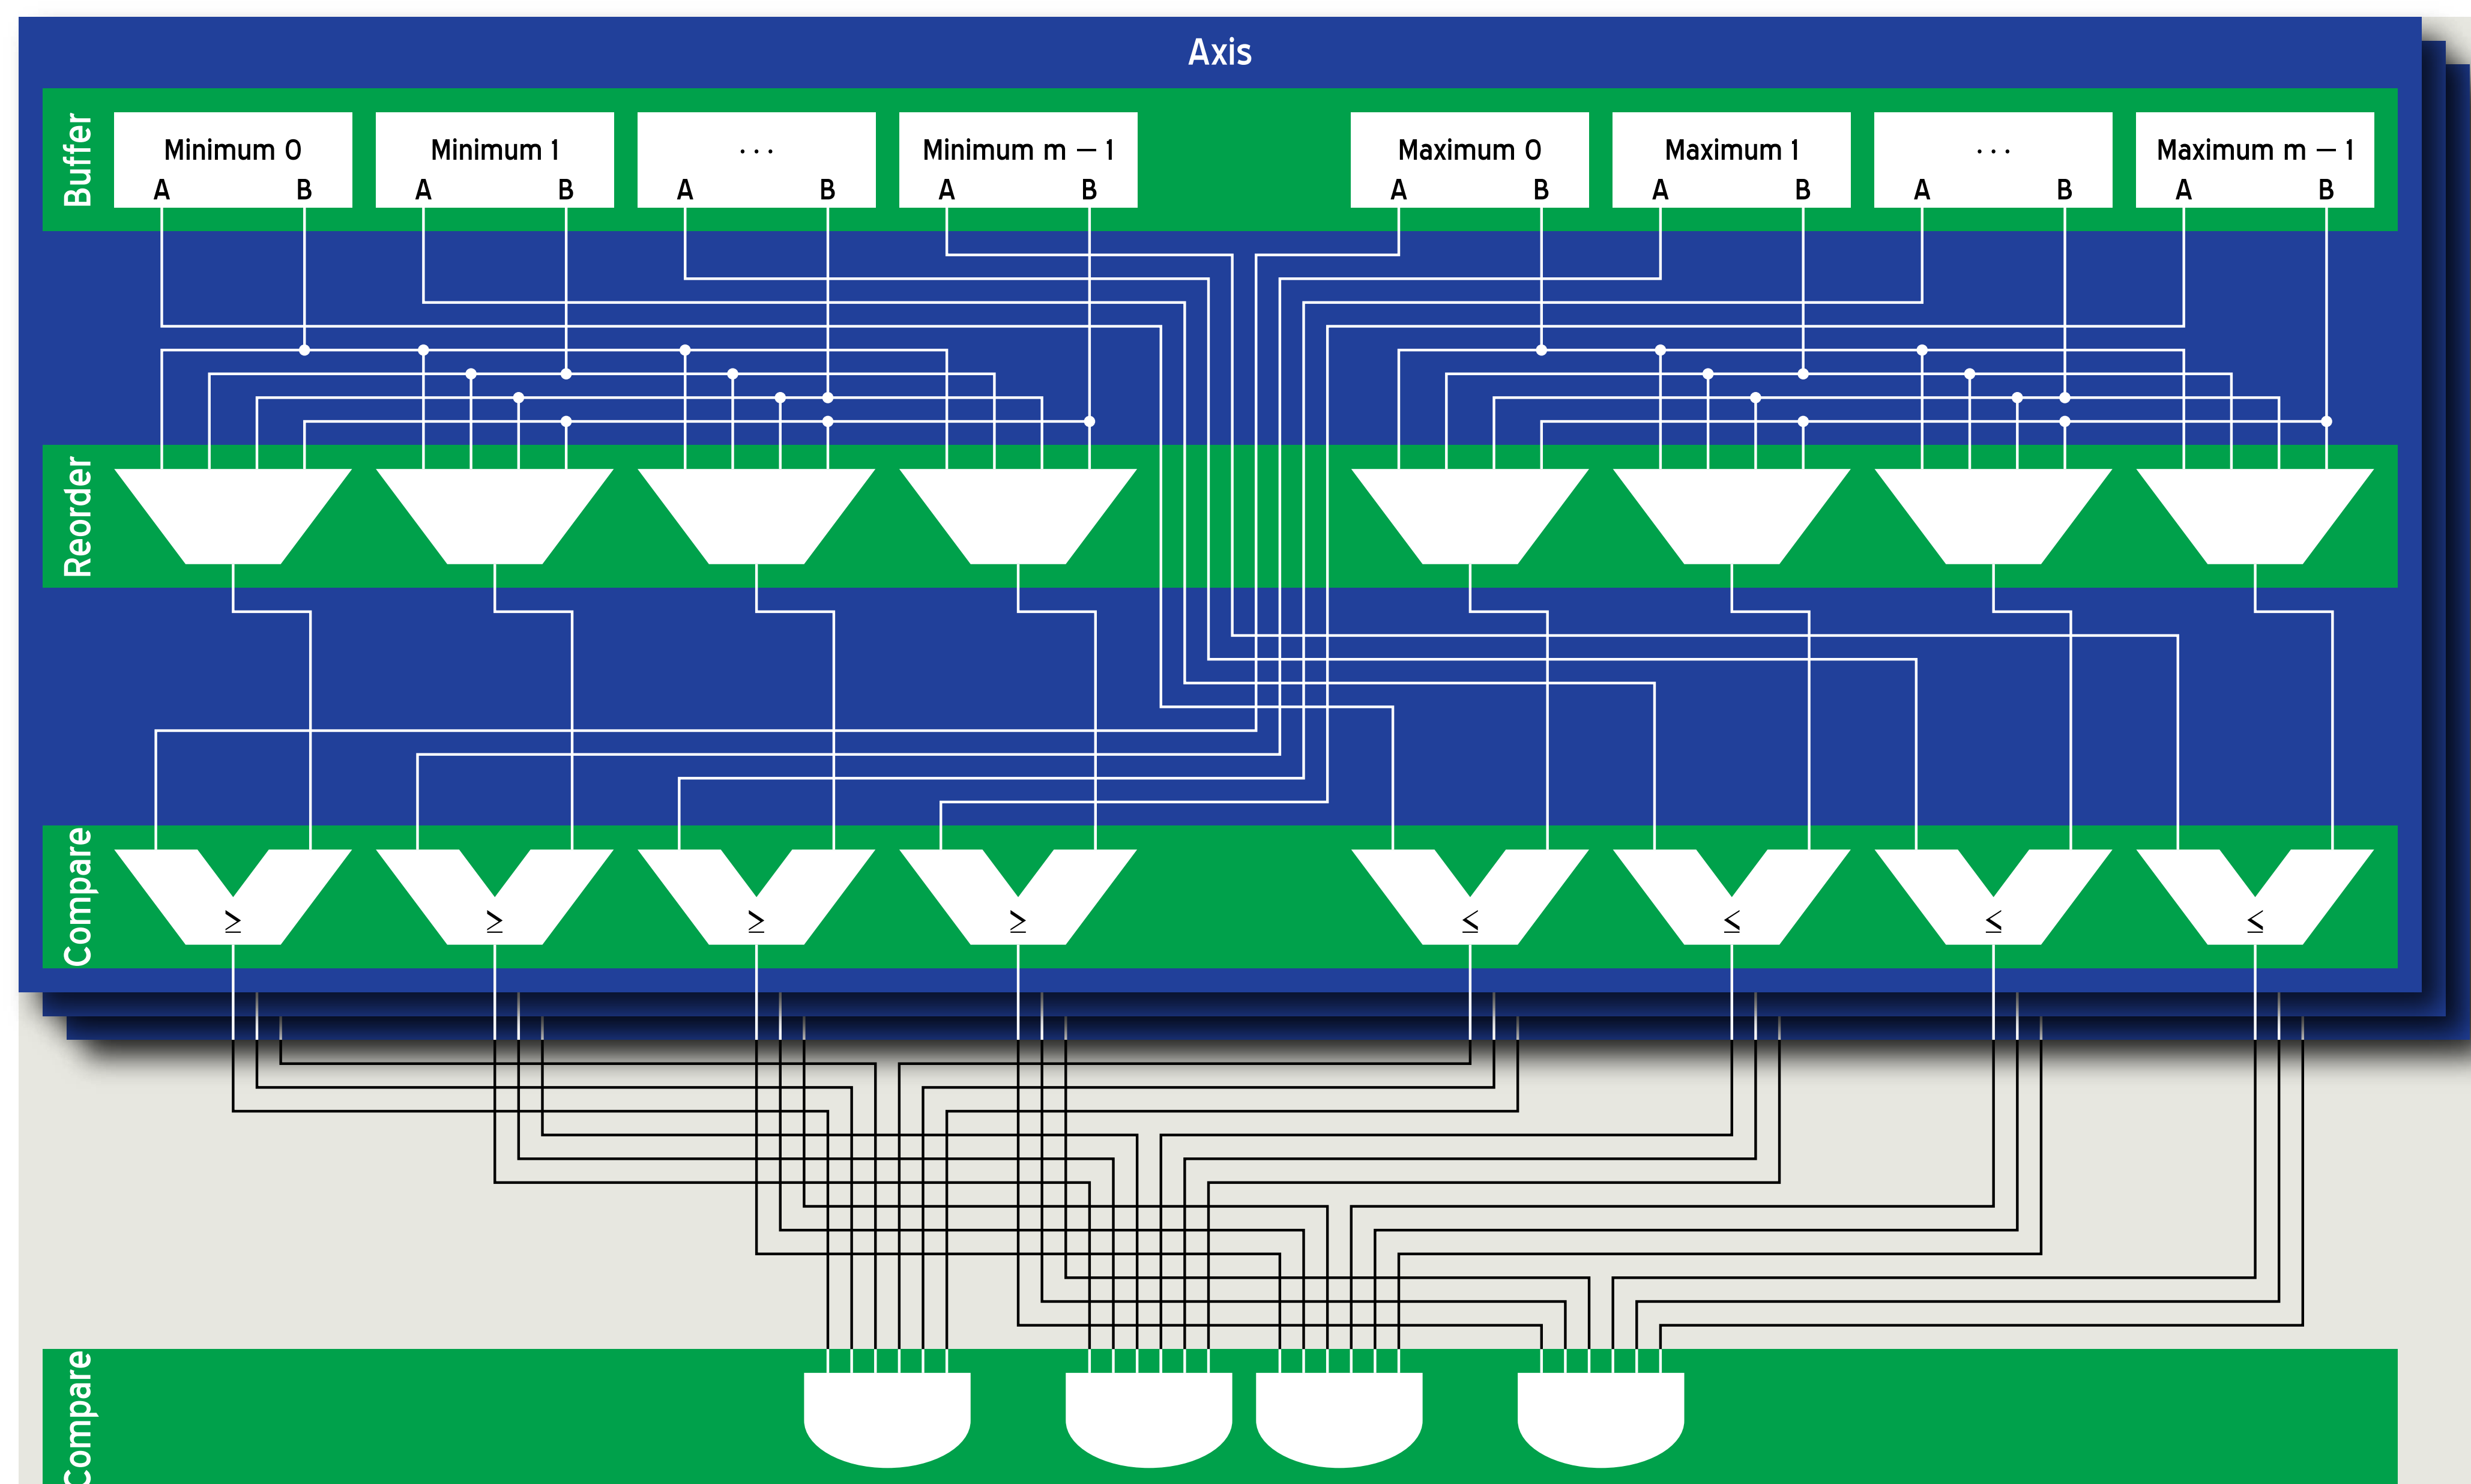 Axis
Buffer
Minimum 0
Minimum 1
...
Minimum m – 1
Maximum 0
Maximum 1
...
Maximum m – 1
A B A B A B A B A B A B A B A B
Reorder
Compare
≥ ≥ ≥ ≥ ≤ ≤ ≤ ≤
Compare